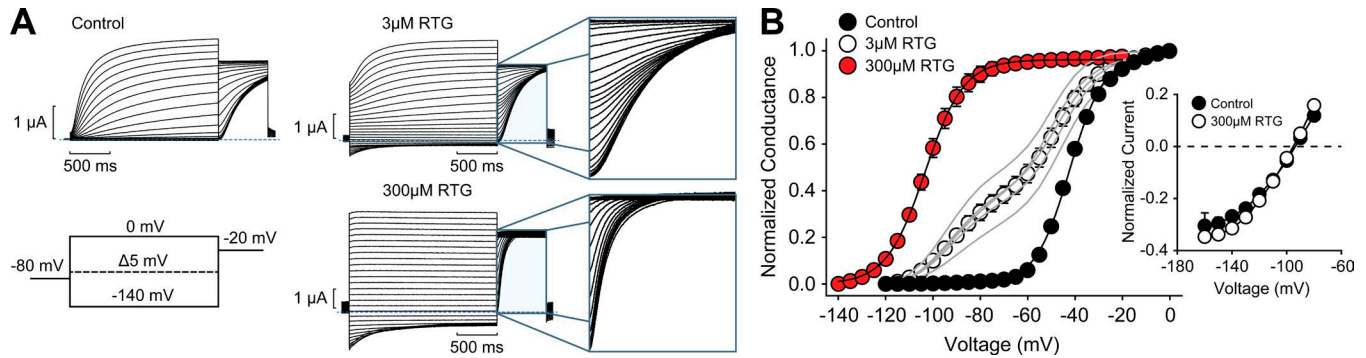 A
Control
1 µA
500 ms
0 mV
-20 mV
-80 mV
Δ5 mV
-140 mV
3µM RTG
1 µA
500 ms
300µM RTG
1 µA
500 ms
B
Control
3µM RTG
300µM RTG
Normalized Conductance
1.0
0.8
0.6
0.4
0.2
0.0
-140 -120 -100 -80 -60 -40 -20 0
Voltage (mV)
Control
300µM RTG
Normalized Current
0.2
0.0
-0.2
-0.4
-180 -140 -100 -60
Voltage (mV)